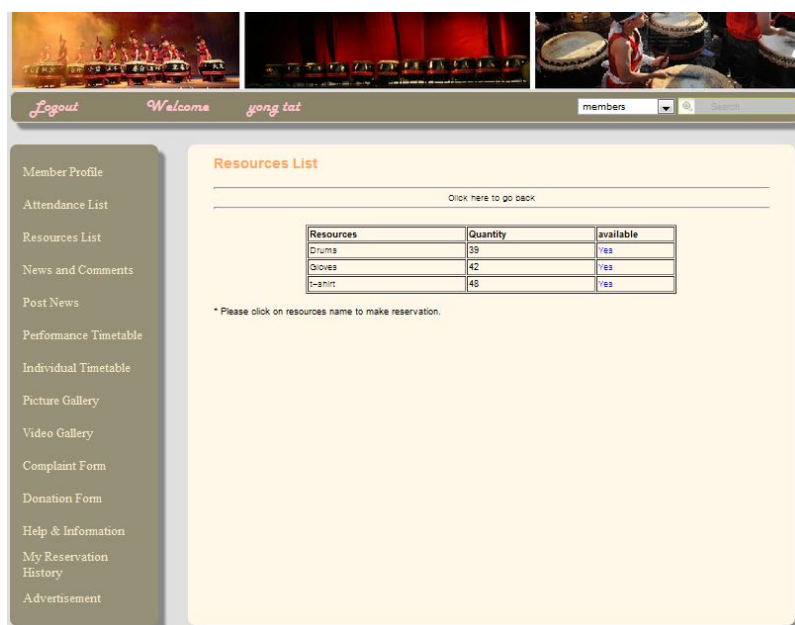 Logout Welcome yong tat members Search
Member Profile
Attendance List
Resources List
News and Comments
Post News
Performance Timetable
Individual Timetable
Picture Gallery
Video Gallery
Complaint Form
Donation Form
Help & Information
My Reservation
History
Advertisement
Resources List
Click here to go back
Resources Quantity available
Drums 39 Yes
Gloves 42 Yes
t-shirt 48 Yes
* Please click on resources name to make reservation.